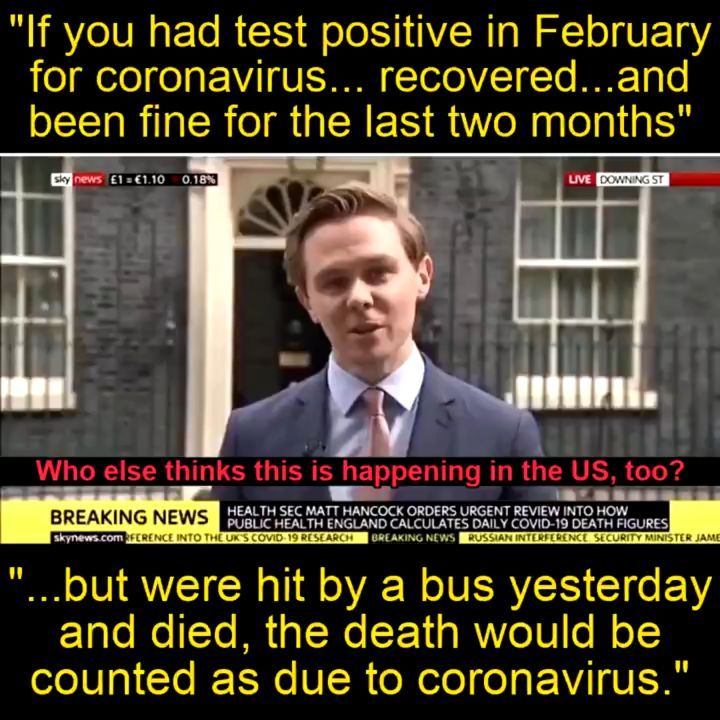 "If you had test positive in February
for coronavirus... recovered...and
been fine for the last two months"
sky news £1 = €1.10 0.18% LIVE DOWNING ST
Who else thinks this is happening in the US, too?
BREAKING NEWS
HEALTH SEC MATT HANCOCK ORDERS URGENT REVIEW INTO HOW
PUBLIC HEALTH ENGLAND CALCULATES DAILY COVID-19 DEATH FIGURES
skynews.com RFERENCE INTO THE UK'S COVID-19 RESEARCH BREAKING NEWS RUSSIAN INTERFERENCE: SECURITY MINISTER JAME
"...but were hit by a bus yesterday
and died, the death would be
counted as due to coronavirus."